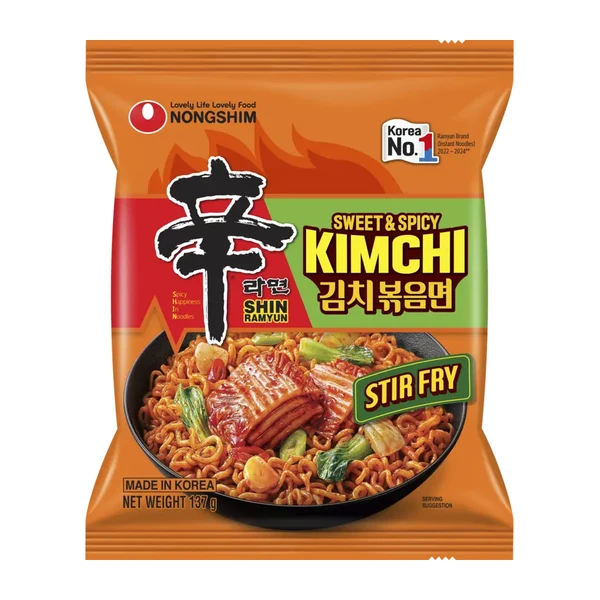 Lovely Life Lovely Food
NONGSHIM
Korea
No.1
Ramyun Brand
(Instant Noodles)
2022 - 2024**
辛
라면
SHIN
RAMYUN
Spicy
Happiness
In
Noodles
SWEET & SPICY
KIMCHI
김치볶음면
STIR FRY
MADE IN KOREA
NET WEIGHT 137 g
SERVING
SUGGESTION